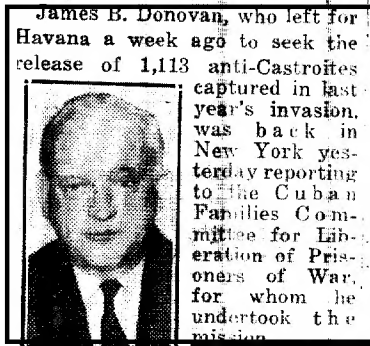 James B. Donovan, who left for
Havana a week ago to seek the
release of 1,113 anti-Castroites
captured in last
year's invasion,
was back in
New York yes-
terday reporting
to the Cuban
Families Com-
mittee for Lib-
eration of Pris-
oners of War,
for whom he
undertook the
mission